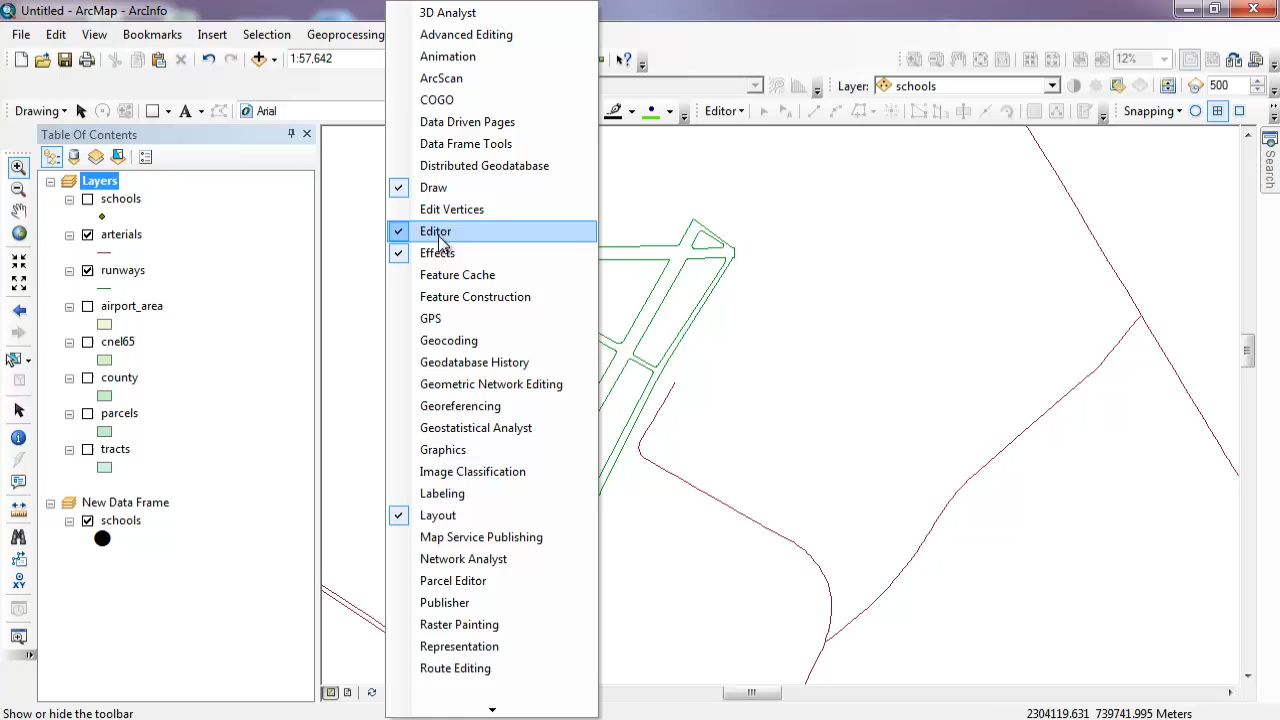 Untitled - ArcMap - ArcInfo
File Edit View Bookmarks Insert Selection Geoprocessing
1:57,642
12%
Layer: schools
500
Drawing
A
Arial
Editor
Snapping
Table Of Contents
Layers
schools
arterials
runways
airport_area
cnel65
county
parcels
tracts
New Data Frame
schools
3D Analyst
Advanced Editing
Animation
ArcScan
COGO
Data Driven Pages
Data Frame Tools
Distributed Geodatabase
Draw
Edit Vertices
Editor
Effects
Feature Cache
Feature Construction
GPS
Geocoding
Geodatabase History
Geometric Network Editing
Georeferencing
Geostatistical Analyst
Graphics
Image Classification
Labeling
Layout
Map Service Publishing
Network Analyst
Parcel Editor
Publisher
Raster Painting
Representation
Route Editing
Search
XY
Show or hide the toolbar
2304119.631 739741.995 Meters